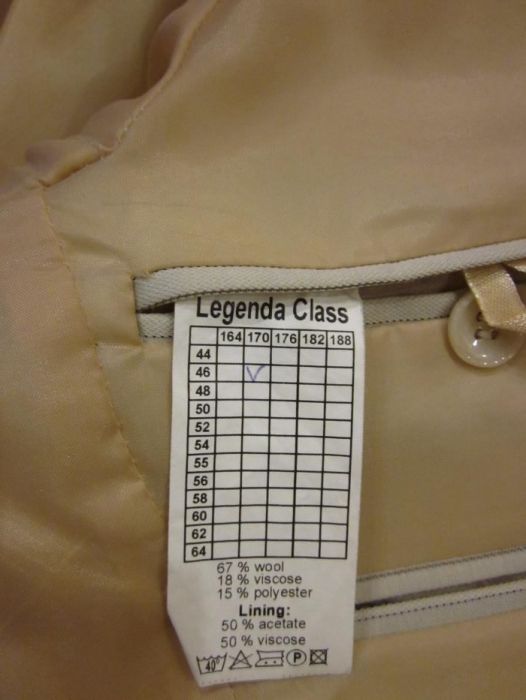 Legenda Class
164 170 176 182 188
44
46
48
50
52
54
55
56
58
60
62
64
67 % wool
18 % viscose
15 % polyester
Lining:
50 % acetate
50 % viscose
40° P